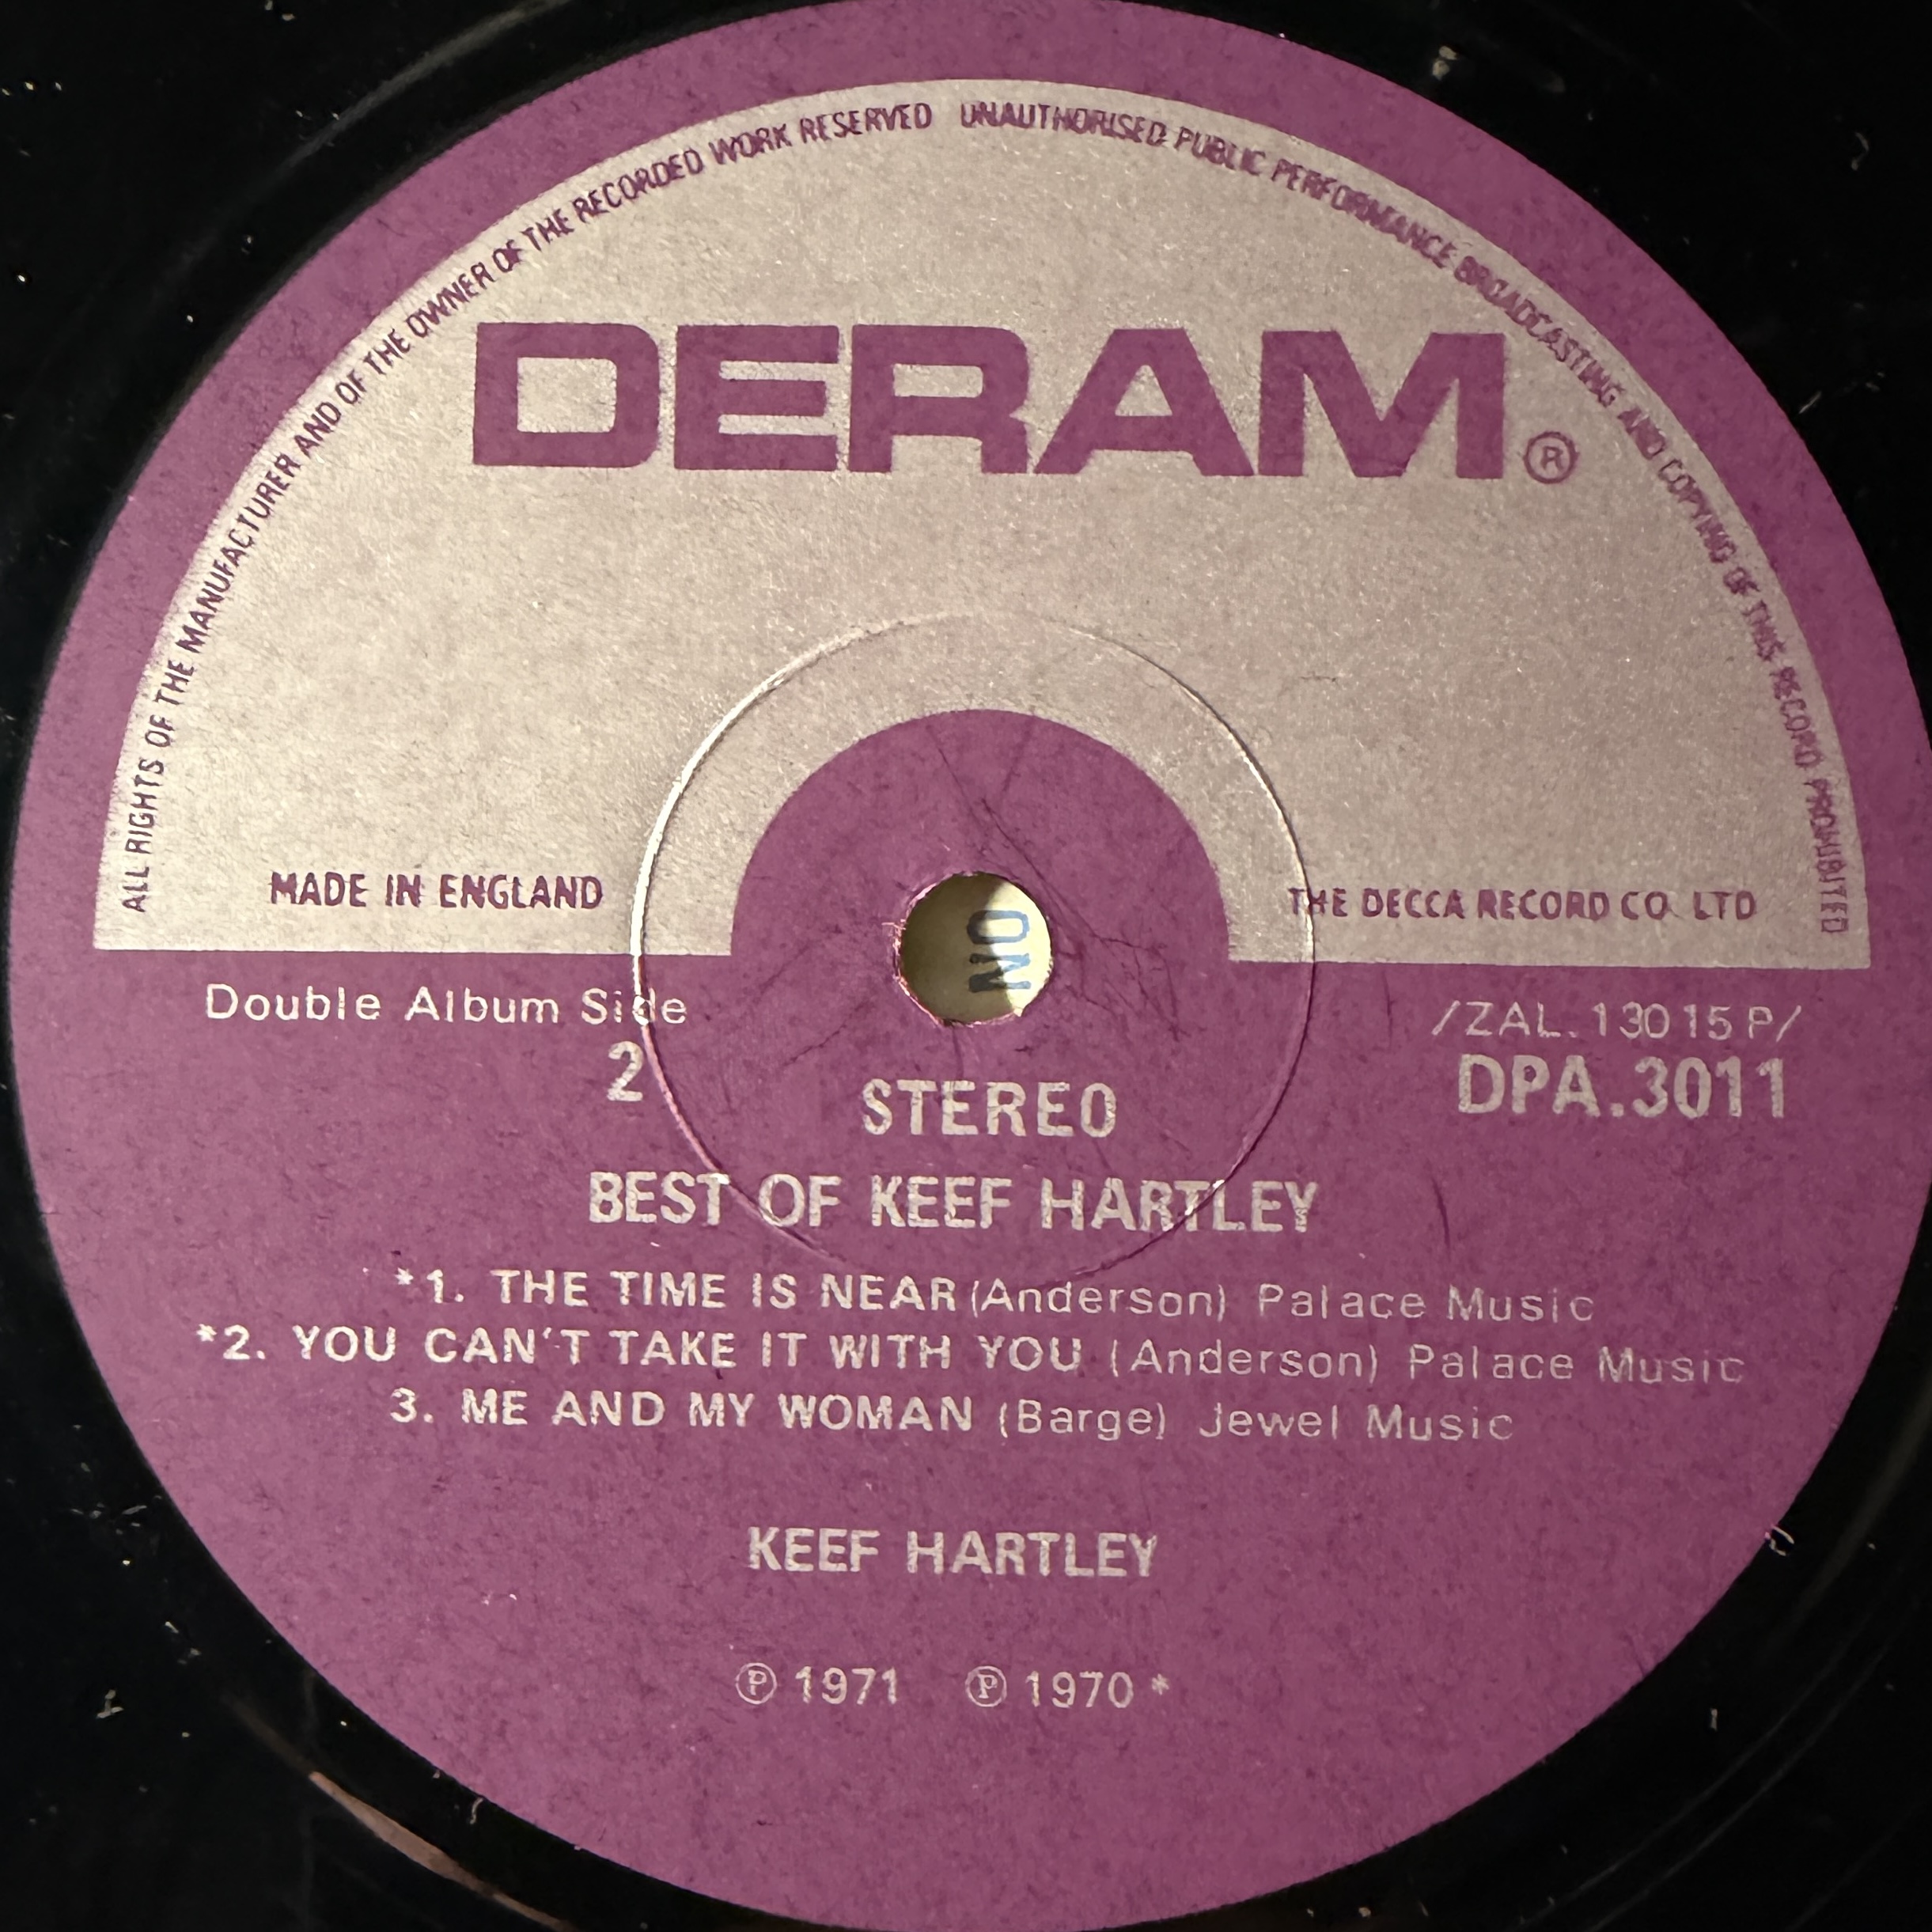 ALL RIGHTS OF THE MANUFACTURER AND OF THE OWNER OF THE RECORDED WORK RESERVED UNAUTHORISED PUBLIC PERFORMANCE BROADCASTING AND COPYING OF THIS RECORD PROHIBITED
DERAM®
MADE IN ENGLAND
THE DECCA RECORD CO. LTD
NO
Double Album Side
2
/ZAL.13015P/
DPA.3011
STEREO
BEST OF KEEF HARTLEY
*1. THE TIME IS NEAR (Anderson) Palace Music
*2. YOU CAN'T TAKE IT WITH YOU (Anderson) Palace Music
3. ME AND MY WOMAN (Barge) Jewel Music
KEEF HARTLEY
℗ 1971 ℗ 1970 *